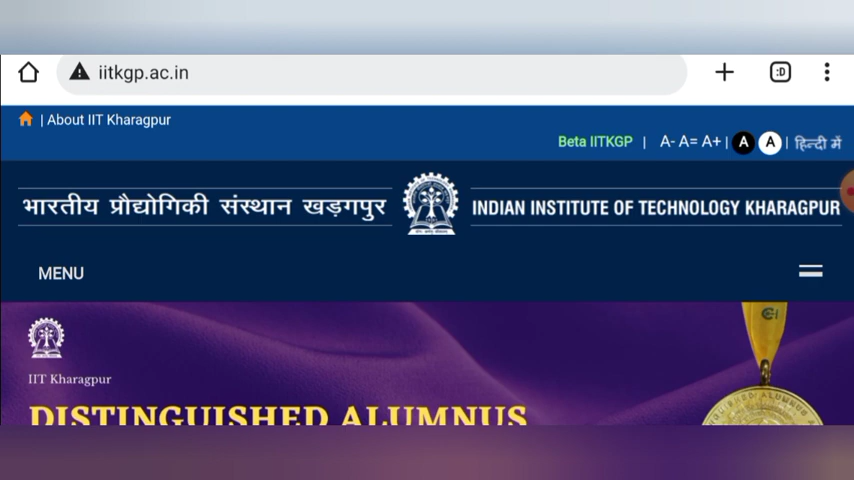 iitkgp.ac.in
:D
| About IIT Kharagpur
Beta IITKGP | A- A= A+ | A A | हिन्दी में
भारतीय प्रौद्योगिकी संस्थान खड़गपुर
INDIAN INSTITUTE OF TECHNOLOGY KHARAGPUR
MENU
IIT Kharagpur
DISTINGUISHED ALUMNUS